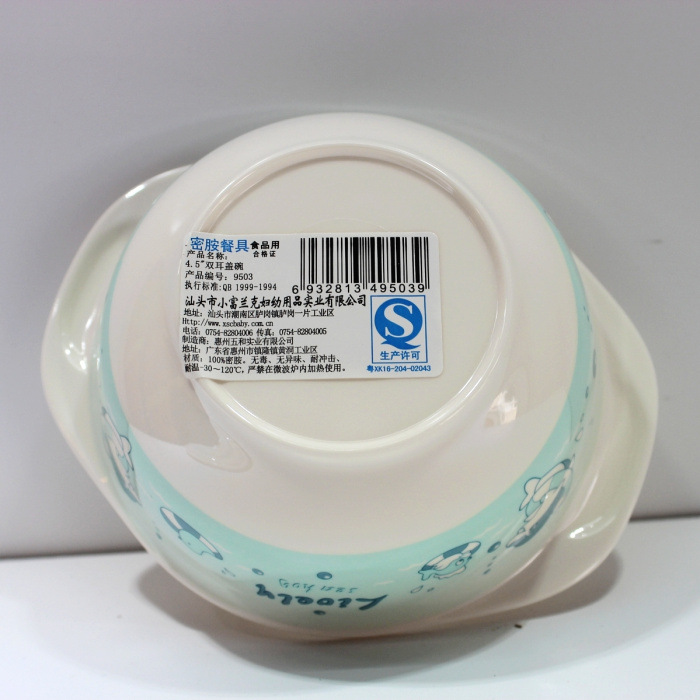 密胺餐具 食品用
合格证
产品名称:
4.5"双耳盖碗
产品编号: 9503
执行标准:QB 1999-1994
6 932813 495039
汕头市小富兰克妇幼用品实业有限公司
地址: 汕头市潮南区胪岗镇胪岗一片工业区
Http://www.xscbaby.com.cn
电话: 0754-82804006 传真: 0754-82804005
制造商: 惠州五和实业有限公司
地址: 广东省惠州市镇隆镇黄洞工业区
材质: 100%密胺。无毒、无异味、耐冲击、
耐温-30～120℃, 严禁在微波炉内加热使用。
QS
生产许可
粤XK16-204-02043
Lively